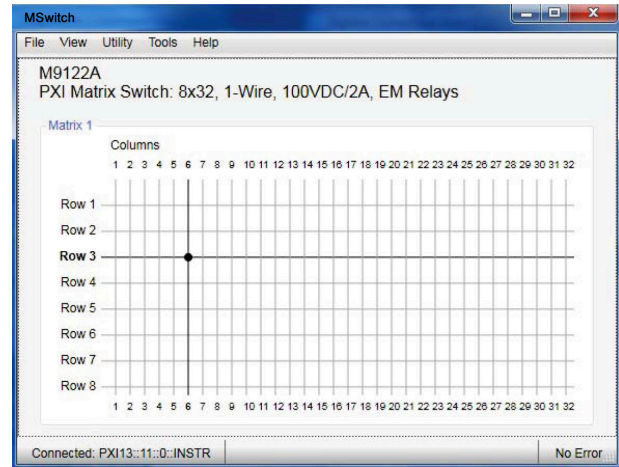 MSwitch
File View Utility Tools Help
M9122A
PXI Matrix Switch: 8x32, 1-Wire, 100VDC/2A, EM Relays
Matrix 1
Columns
1 2 3 4 5 6 7 8 9 10 11 12 13 14 15 16 17 18 19 20 21 22 23 24 25 26 27 28 29 30 31 32
Row 1
Row 2
Row 3
Row 4
Row 5
Row 6
Row 7
Row 8
1 2 3 4 5 6 7 8 9 10 11 12 13 14 15 16 17 18 19 20 21 22 23 24 25 26 27 28 29 30 31 32
Connected: PXI13::11::0::INSTR No Error